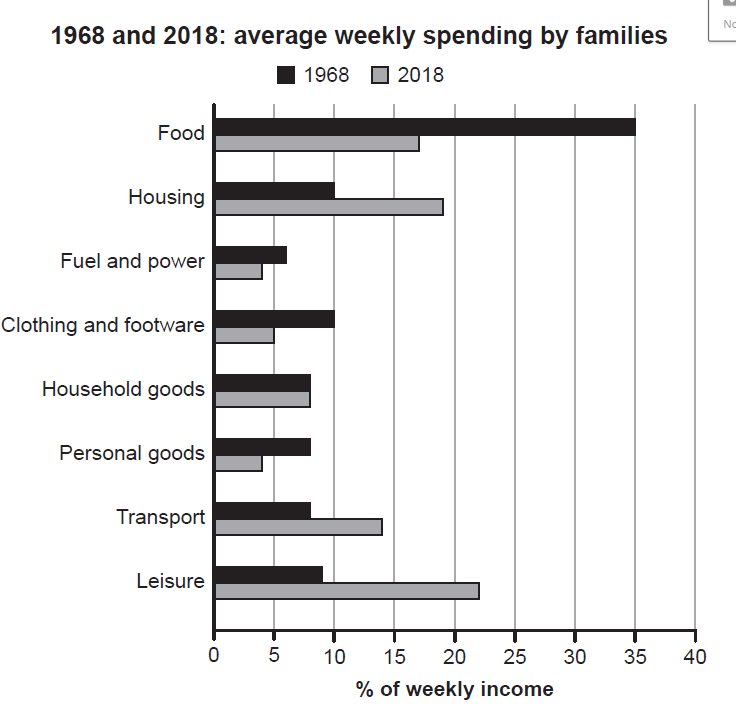 1968 and 2018: average weekly spending by families
1968 2018
Food
Housing
Fuel and power
Clothing and footware
Household goods
Personal goods
Transport
Leisure
0 5 10 15 20 25 30 35 40
% of weekly income